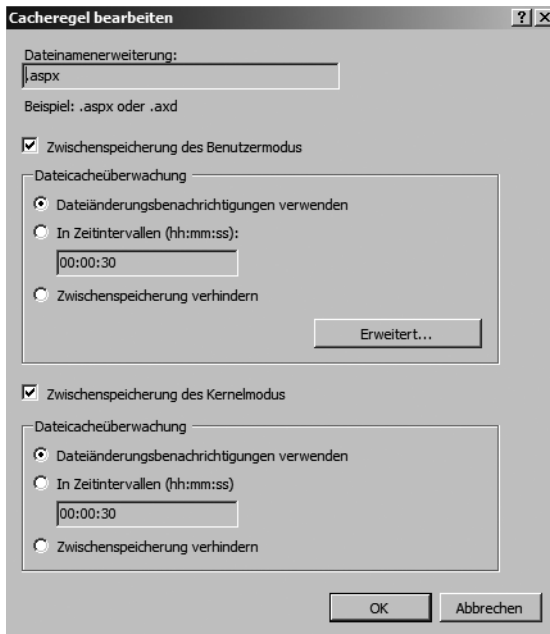 Cacheregel bearbeiten
Dateinamenerweiterung:
.aspx
Beispiel: .aspx oder .axd
Zwischenspeicherung des Benutzermodus
Dateicacheüberwachung
Dateiänderungsbenachrichtigungen verwenden
In Zeitintervallen (hh:mm:ss):
00:00:30
Zwischenspeicherung verhindern
Erweitert...
Zwischenspeicherung des Kernelmodus
Dateicacheüberwachung
Dateiänderungsbenachrichtigungen verwenden
In Zeitintervallen (hh:mm:ss)
00:00:30
Zwischenspeicherung verhindern
OK Abbrechen